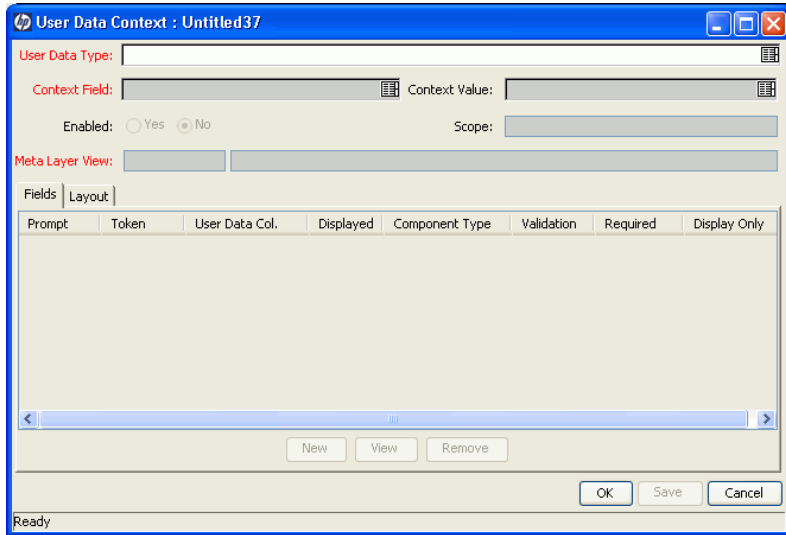 hp User Data Context : Untitled37
User Data Type:
Context Field: Context Value:
Enabled: Yes No Scope:
Meta Layer View:
Fields Layout
Prompt Token User Data Col. Displayed Component Type Validation Required Display Only
New View Remove
OK Save Cancel
Ready